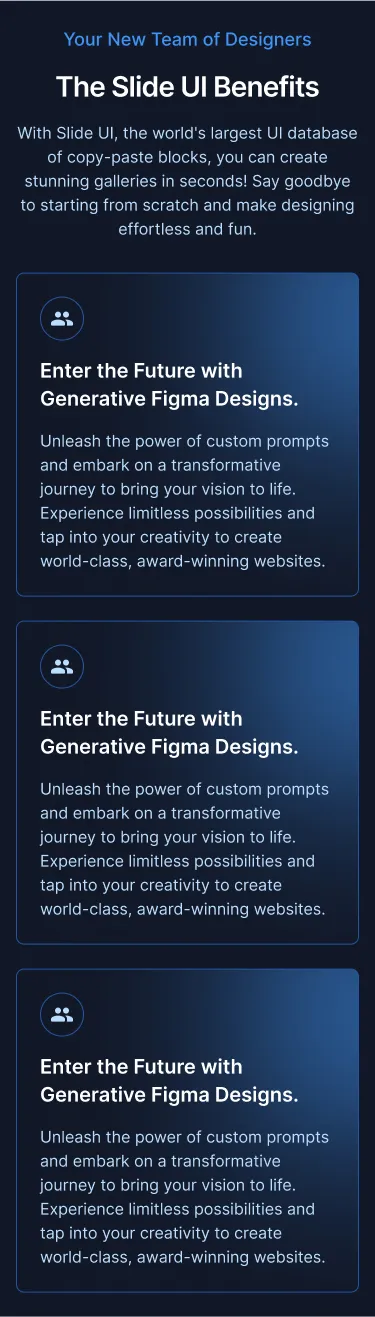 Your New Team of Designers
The Slide UI Benefits
With Slide UI, the world's largest UI database
of copy-paste blocks, you can create
stunning galleries in seconds! Say goodbye
to starting from scratch and make designing
effortless and fun.
Enter the Future with
Generative Figma Designs.
Unleash the power of custom prompts
and embark on a transformative
journey to bring your vision to life.
Experience limitless possibilities and
tap into your creativity to create
world-class, award-winning websites.
Enter the Future with
Generative Figma Designs.
Unleash the power of custom prompts
and embark on a transformative
journey to bring your vision to life.
Experience limitless possibilities and
tap into your creativity to create
world-class, award-winning websites.
Enter the Future with
Generative Figma Designs.
Unleash the power of custom prompts
and embark on a transformative
journey to bring your vision to life.
Experience limitless possibilities and
tap into your creativity to create
world-class, award-winning websites.